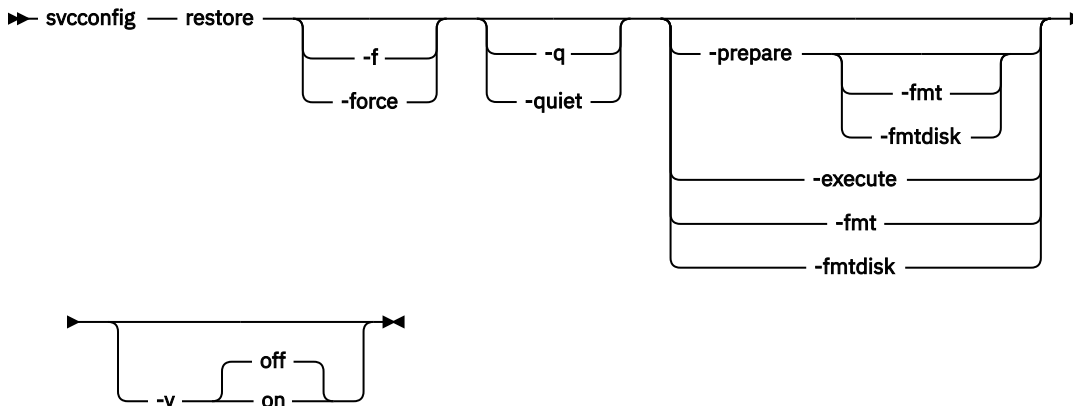 svcconfig restore
-f
-force
-q
-quiet
-prepare
-fmt
-fmtdisk
-execute
-fmt
-fmtdisk
off
-v on